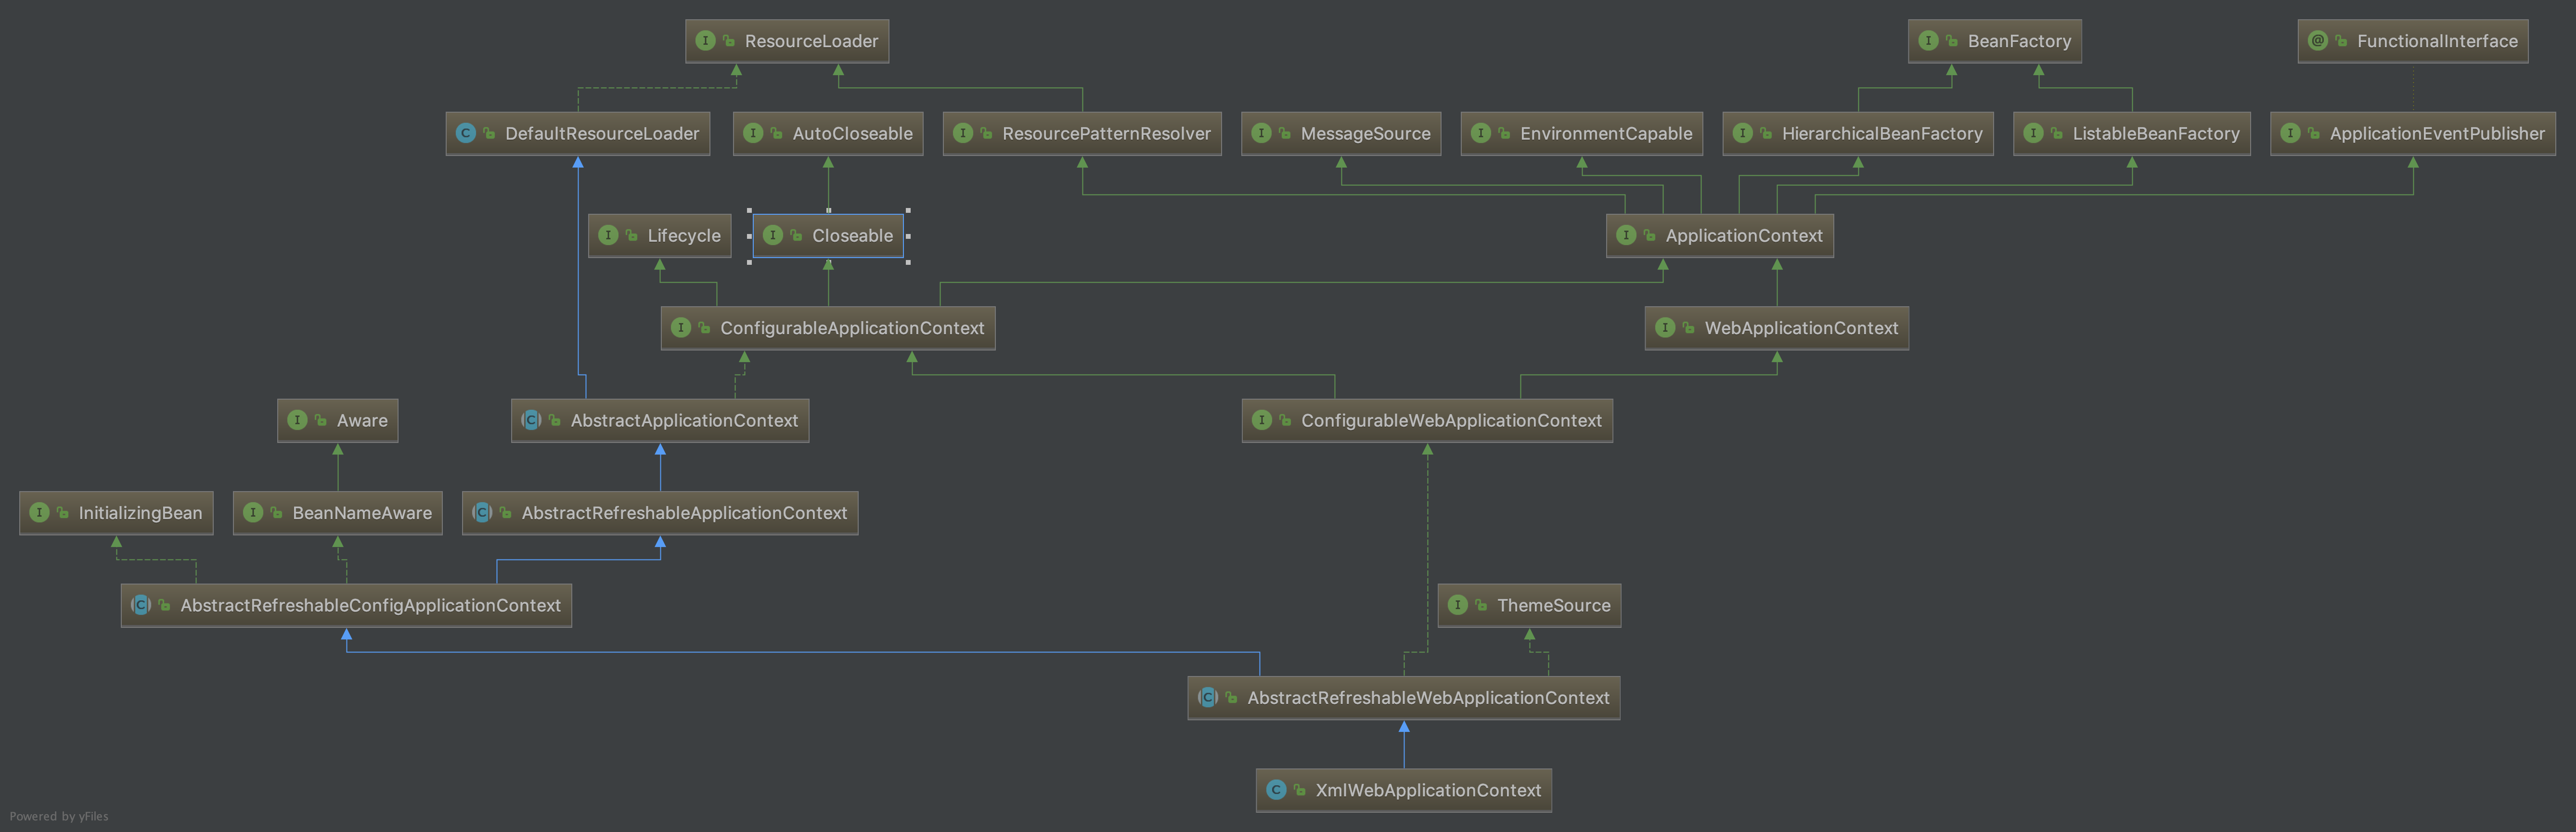 ResourceLoader
BeanFactory
@ FunctionalInterface
C DefaultResourceLoader
I AutoCloseable
I ResourcePatternResolver
I MessageSource
I EnvironmentCapable
I HierarchicalBeanFactory
I ListableBeanFactory
I ApplicationEventPublisher
I Lifecycle
I Closeable
I ApplicationContext
I ConfigurableApplicationContext
I WebApplicationContext
I Aware
C AbstractApplicationContext
I ConfigurableWebApplicationContext
I InitializingBean
I BeanNameAware
C AbstractRefreshableApplicationContext
C AbstractRefreshableConfigApplicationContext
I ThemeSource
C AbstractRefreshableWebApplicationContext
C XmlWebApplicationContext
Powered by yFiles